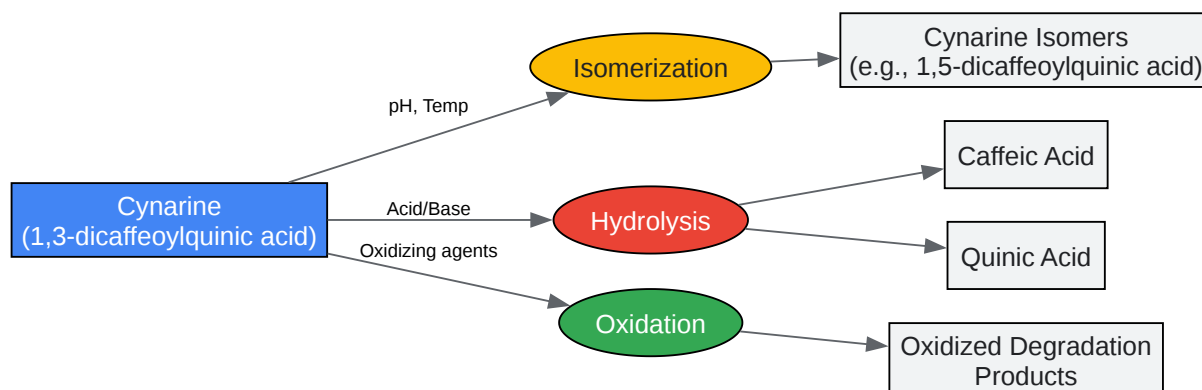 Cynarine
(1,3-dicaffeoylquinic acid)
pH, Temp
Acid/Base
Oxidizing agents
Isomerization
Hydrolysis
Oxidation
Cynarine Isomers
(e.g., 1,5-dicaffeoylquinic acid)
Caffeic Acid
Quinic Acid
Oxidized Degradation
Products